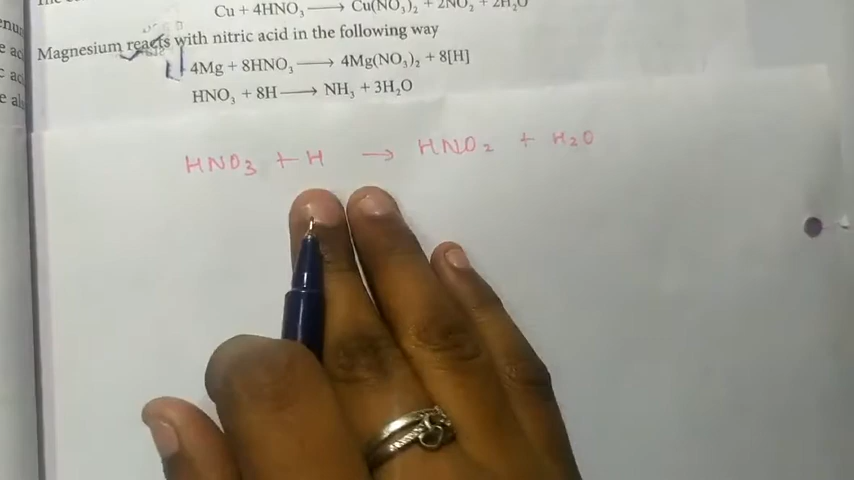 Cu + 4HNO₃ ⟶ Cu(NO₃)₂ + 2NO₂ + 2H₂O
Magnesium reacts with nitric acid in the following way
4Mg + 8HNO₃ ⟶ 4Mg(NO₃)₂ + 8[H]
HNO₃ + 8H ⟶ NH₃ + 3H₂O
HNO₃ + H → HNO₂ + H₂O